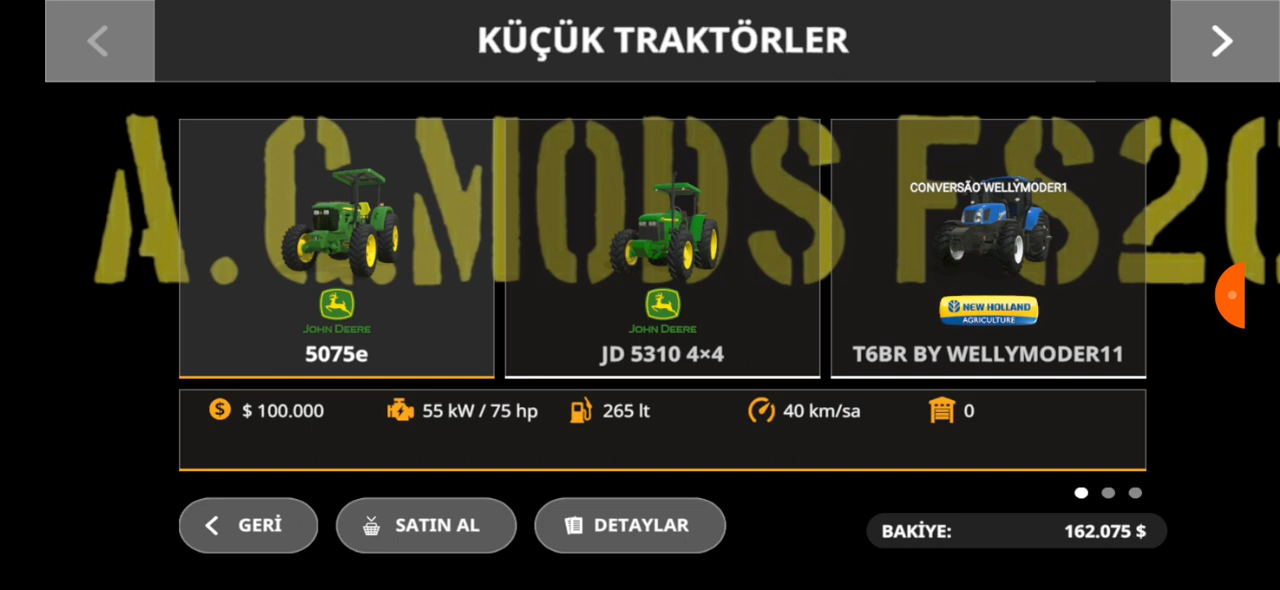 KÜÇÜK TRAKTÖRLER
A.C.MODS FS20
CONVERSÃO WELLYMODER1
JOHN DEERE
JOHN DEERE
NEW HOLLAND
AGRICULTURE
5075e
JD 5310 4×4
T6BR BY WELLYMODER11
$ 100.000
55 kW / 75 hp
265 lt
40 km/sa
0
GERİ
SATIN AL
DETAYLAR
BAKİYE:
162.075 $